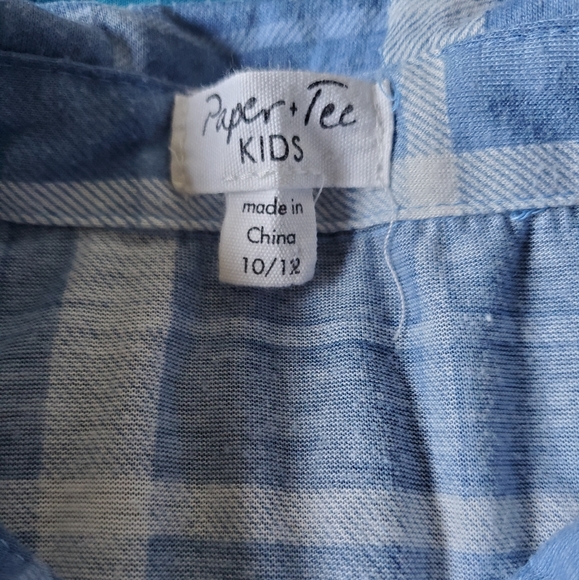 Paper + Tee
KIDS
made in
China
10/12